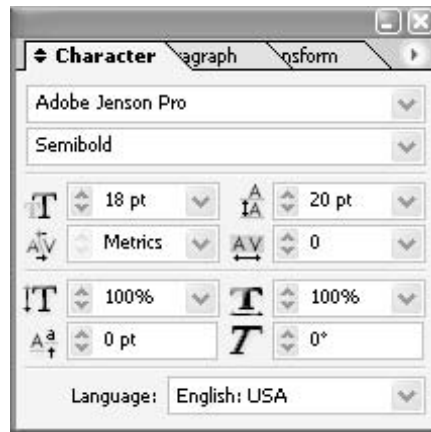 Character agraph nsform
Adobe Jenson Pro
Semibold
18 pt 20 pt
Metrics 0
100% 100%
0 pt 0°
Language: English: USA